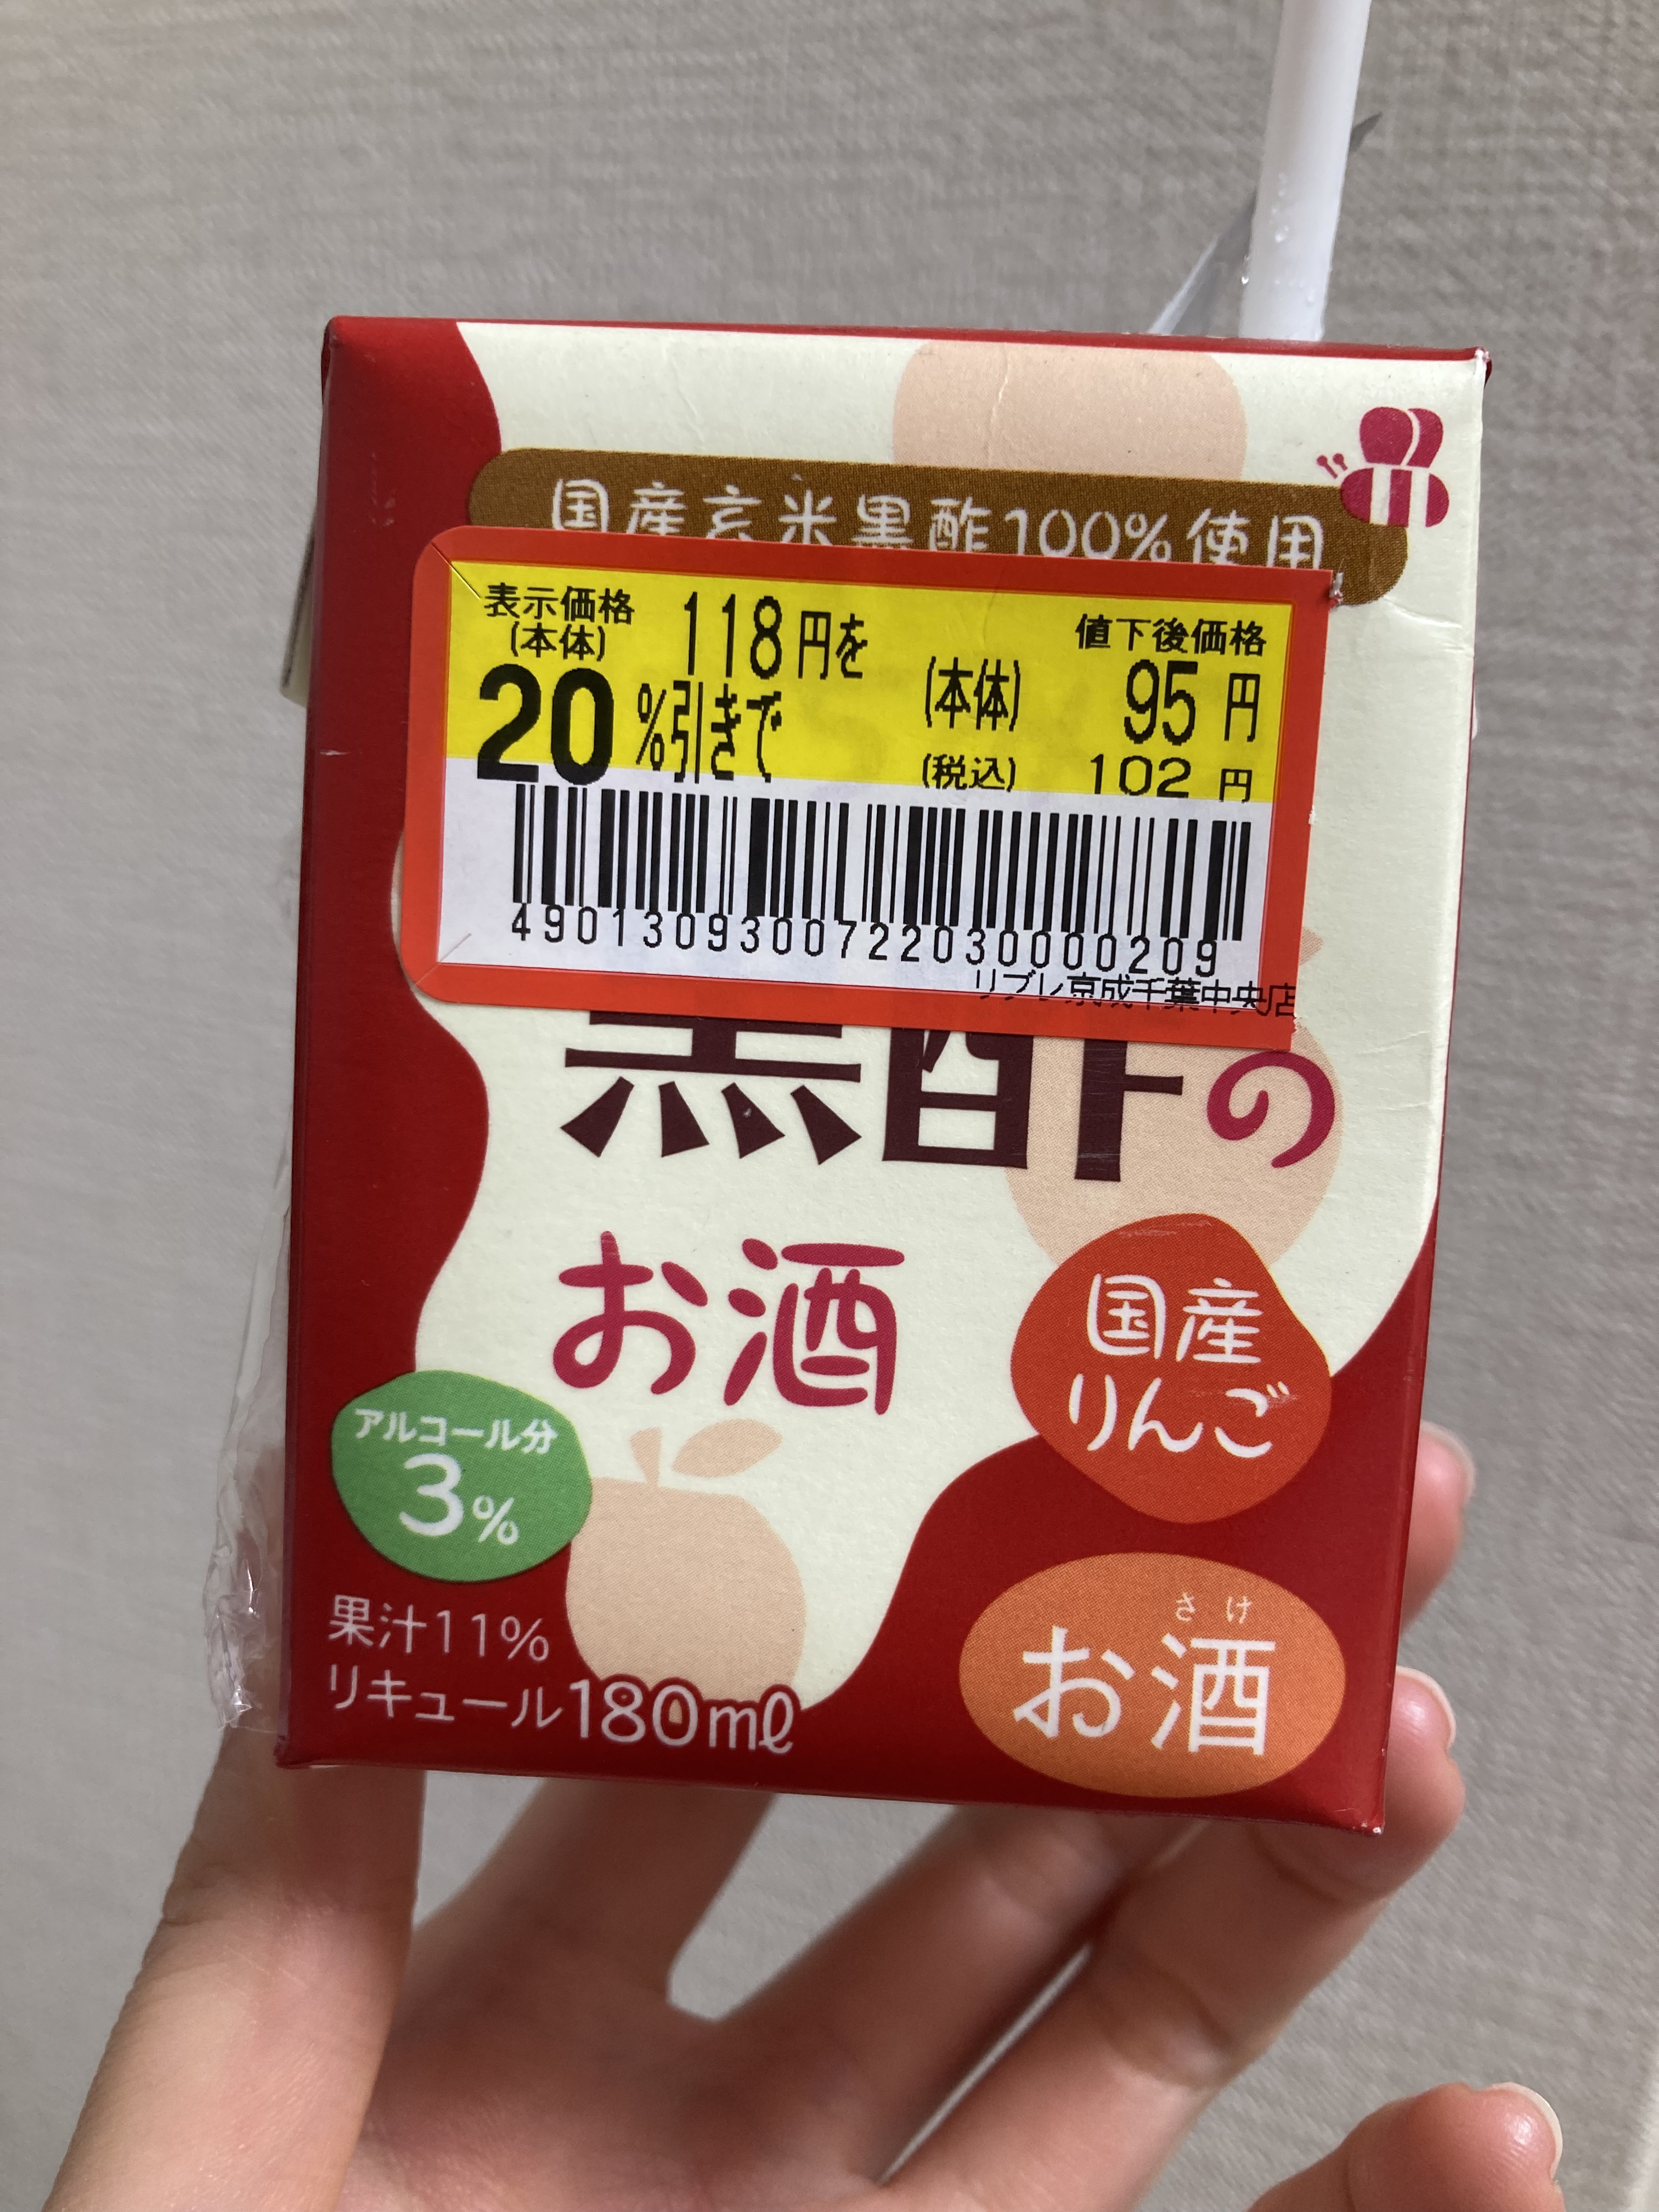 国産玄米黒酢100%使用
表示価格
(本体)
118円を
20%引きで
値下後価格
(本体) 95円
(税込) 102円
4901309300722030000209
リブレ京成千葉中央店
黒酢の
お酒
国産
りんご
アルコール分
3%
果汁11%
リキュール180ml
さけ
お酒